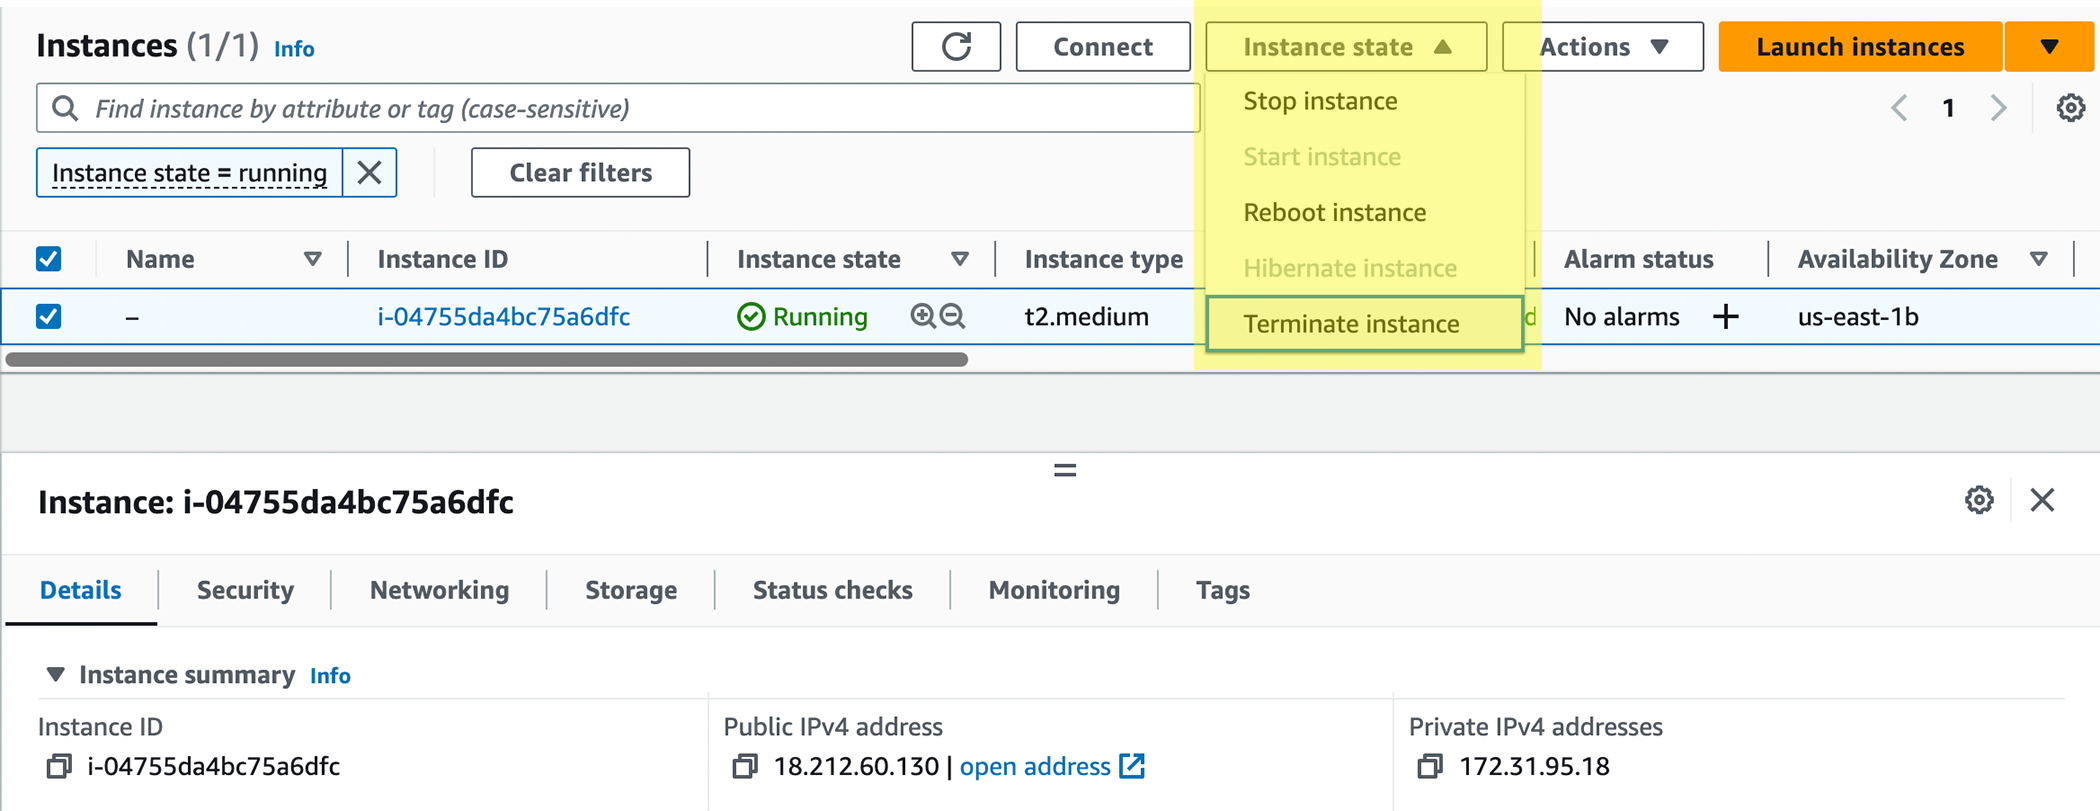 Instances (1/1) Info
Connect
Instance state
Actions
Launch instances
Find instance by attribute or tag (case-sensitive)
1
Instance state = running
Clear filters
Stop instance
Start instance
Reboot instance
Hibernate instance
Terminate instance
Name
Instance ID
Instance state
Instance type
Alarm status
Availability Zone
–
i-04755da4bc75a6dfc
Running
t2.medium
d
No alarms
us-east-1b
Instance: i-04755da4bc75a6dfc
Details
Security
Networking
Storage
Status checks
Monitoring
Tags
Instance summary Info
Instance ID
Public IPv4 address
Private IPv4 addresses
i-04755da4bc75a6dfc
18.212.60.130 | open address
172.31.95.18